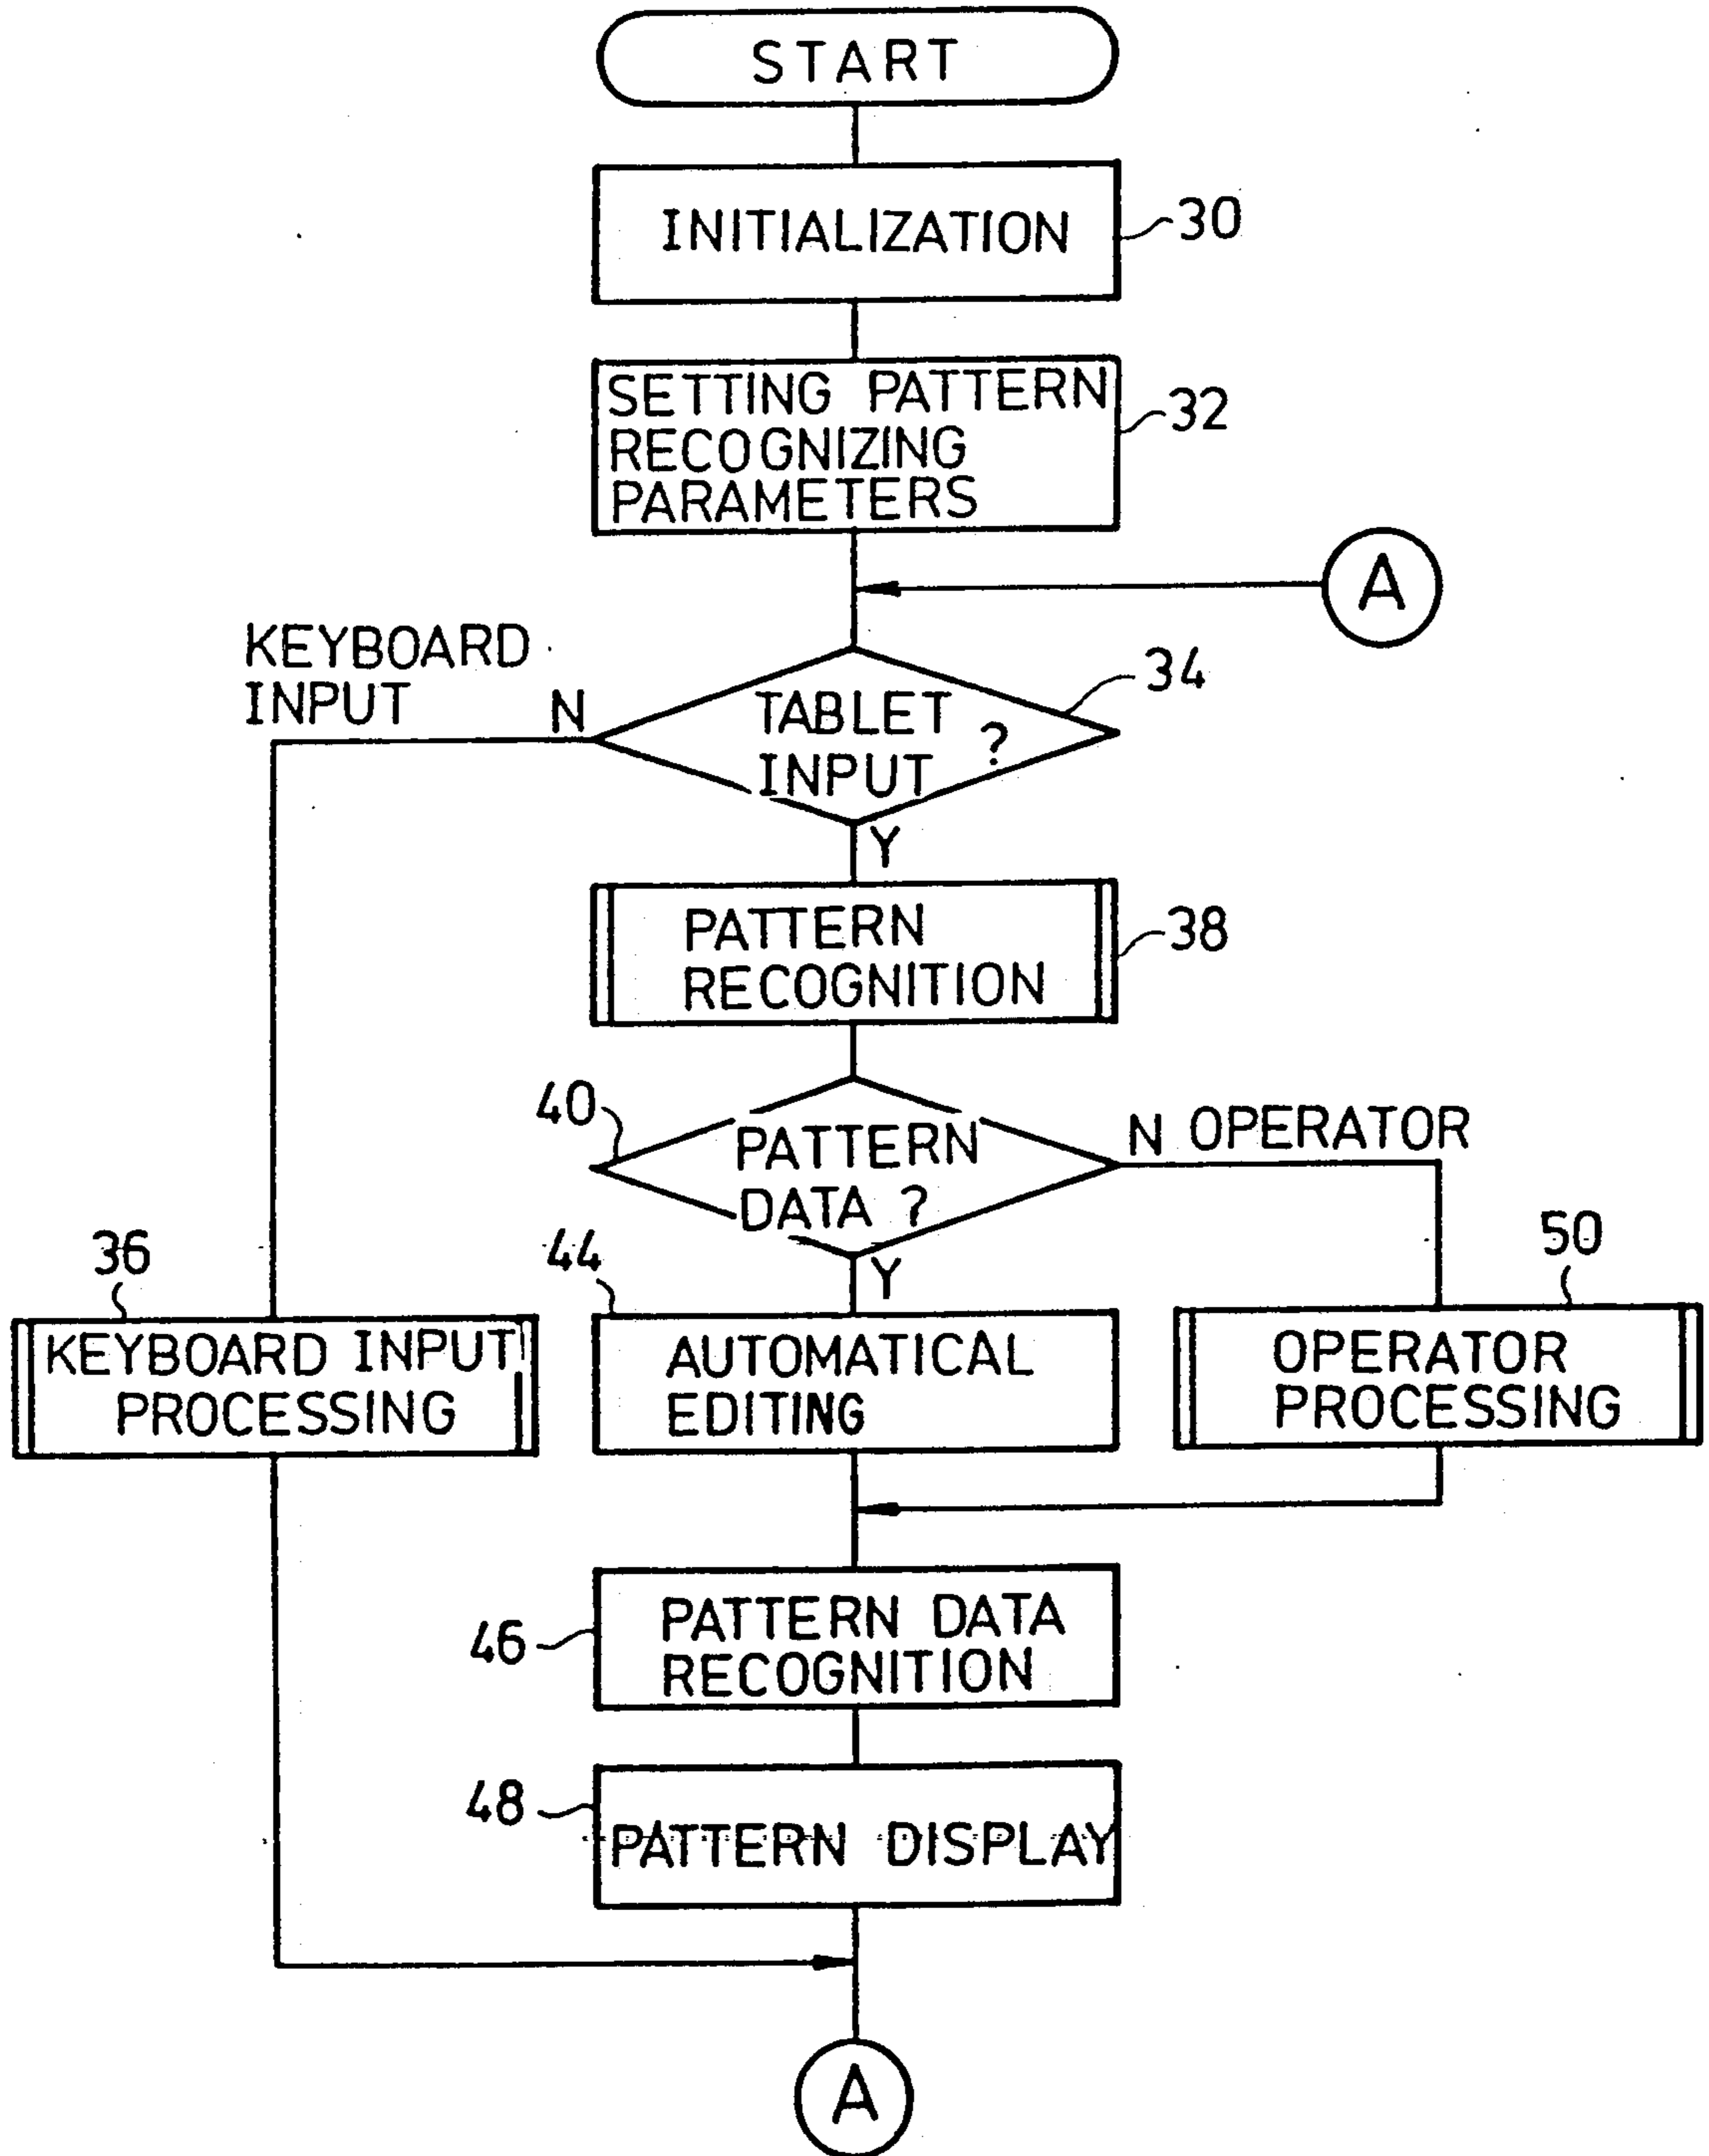 START
INITIALIZATION
30
SETTING PATTERN
RECOGNIZING
PARAMETERS
32
A
KEYBOARD
INPUT
N
TABLET
INPUT ?
34
Y
PATTERN
RECOGNITION
38
40
PATTERN
DATA ?
N OPERATOR
Y
36
KEYBOARD INPUT
PROCESSING
44
AUTOMATICAL
EDITING
50
OPERATOR
PROCESSING
46
PATTERN DATA
RECOGNITION
48
PATTERN DISPLAY
A